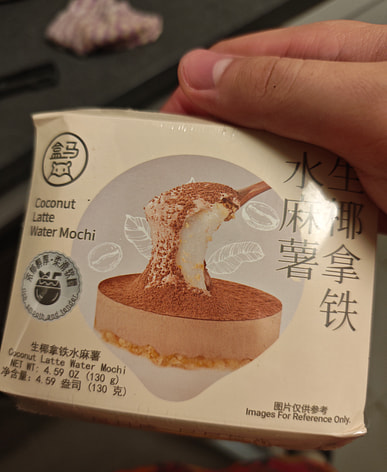 盒马
Coconut
Latte
Water Mochi
生椰拿铁
水麻薯
生椰拿铁水麻薯
Coconut Latte Water Mochi
NET WT: 4.59 OZ (130 g)
净含量: 4.59 盎司 (130 克)
图片仅供参考
Images For Reference Only.